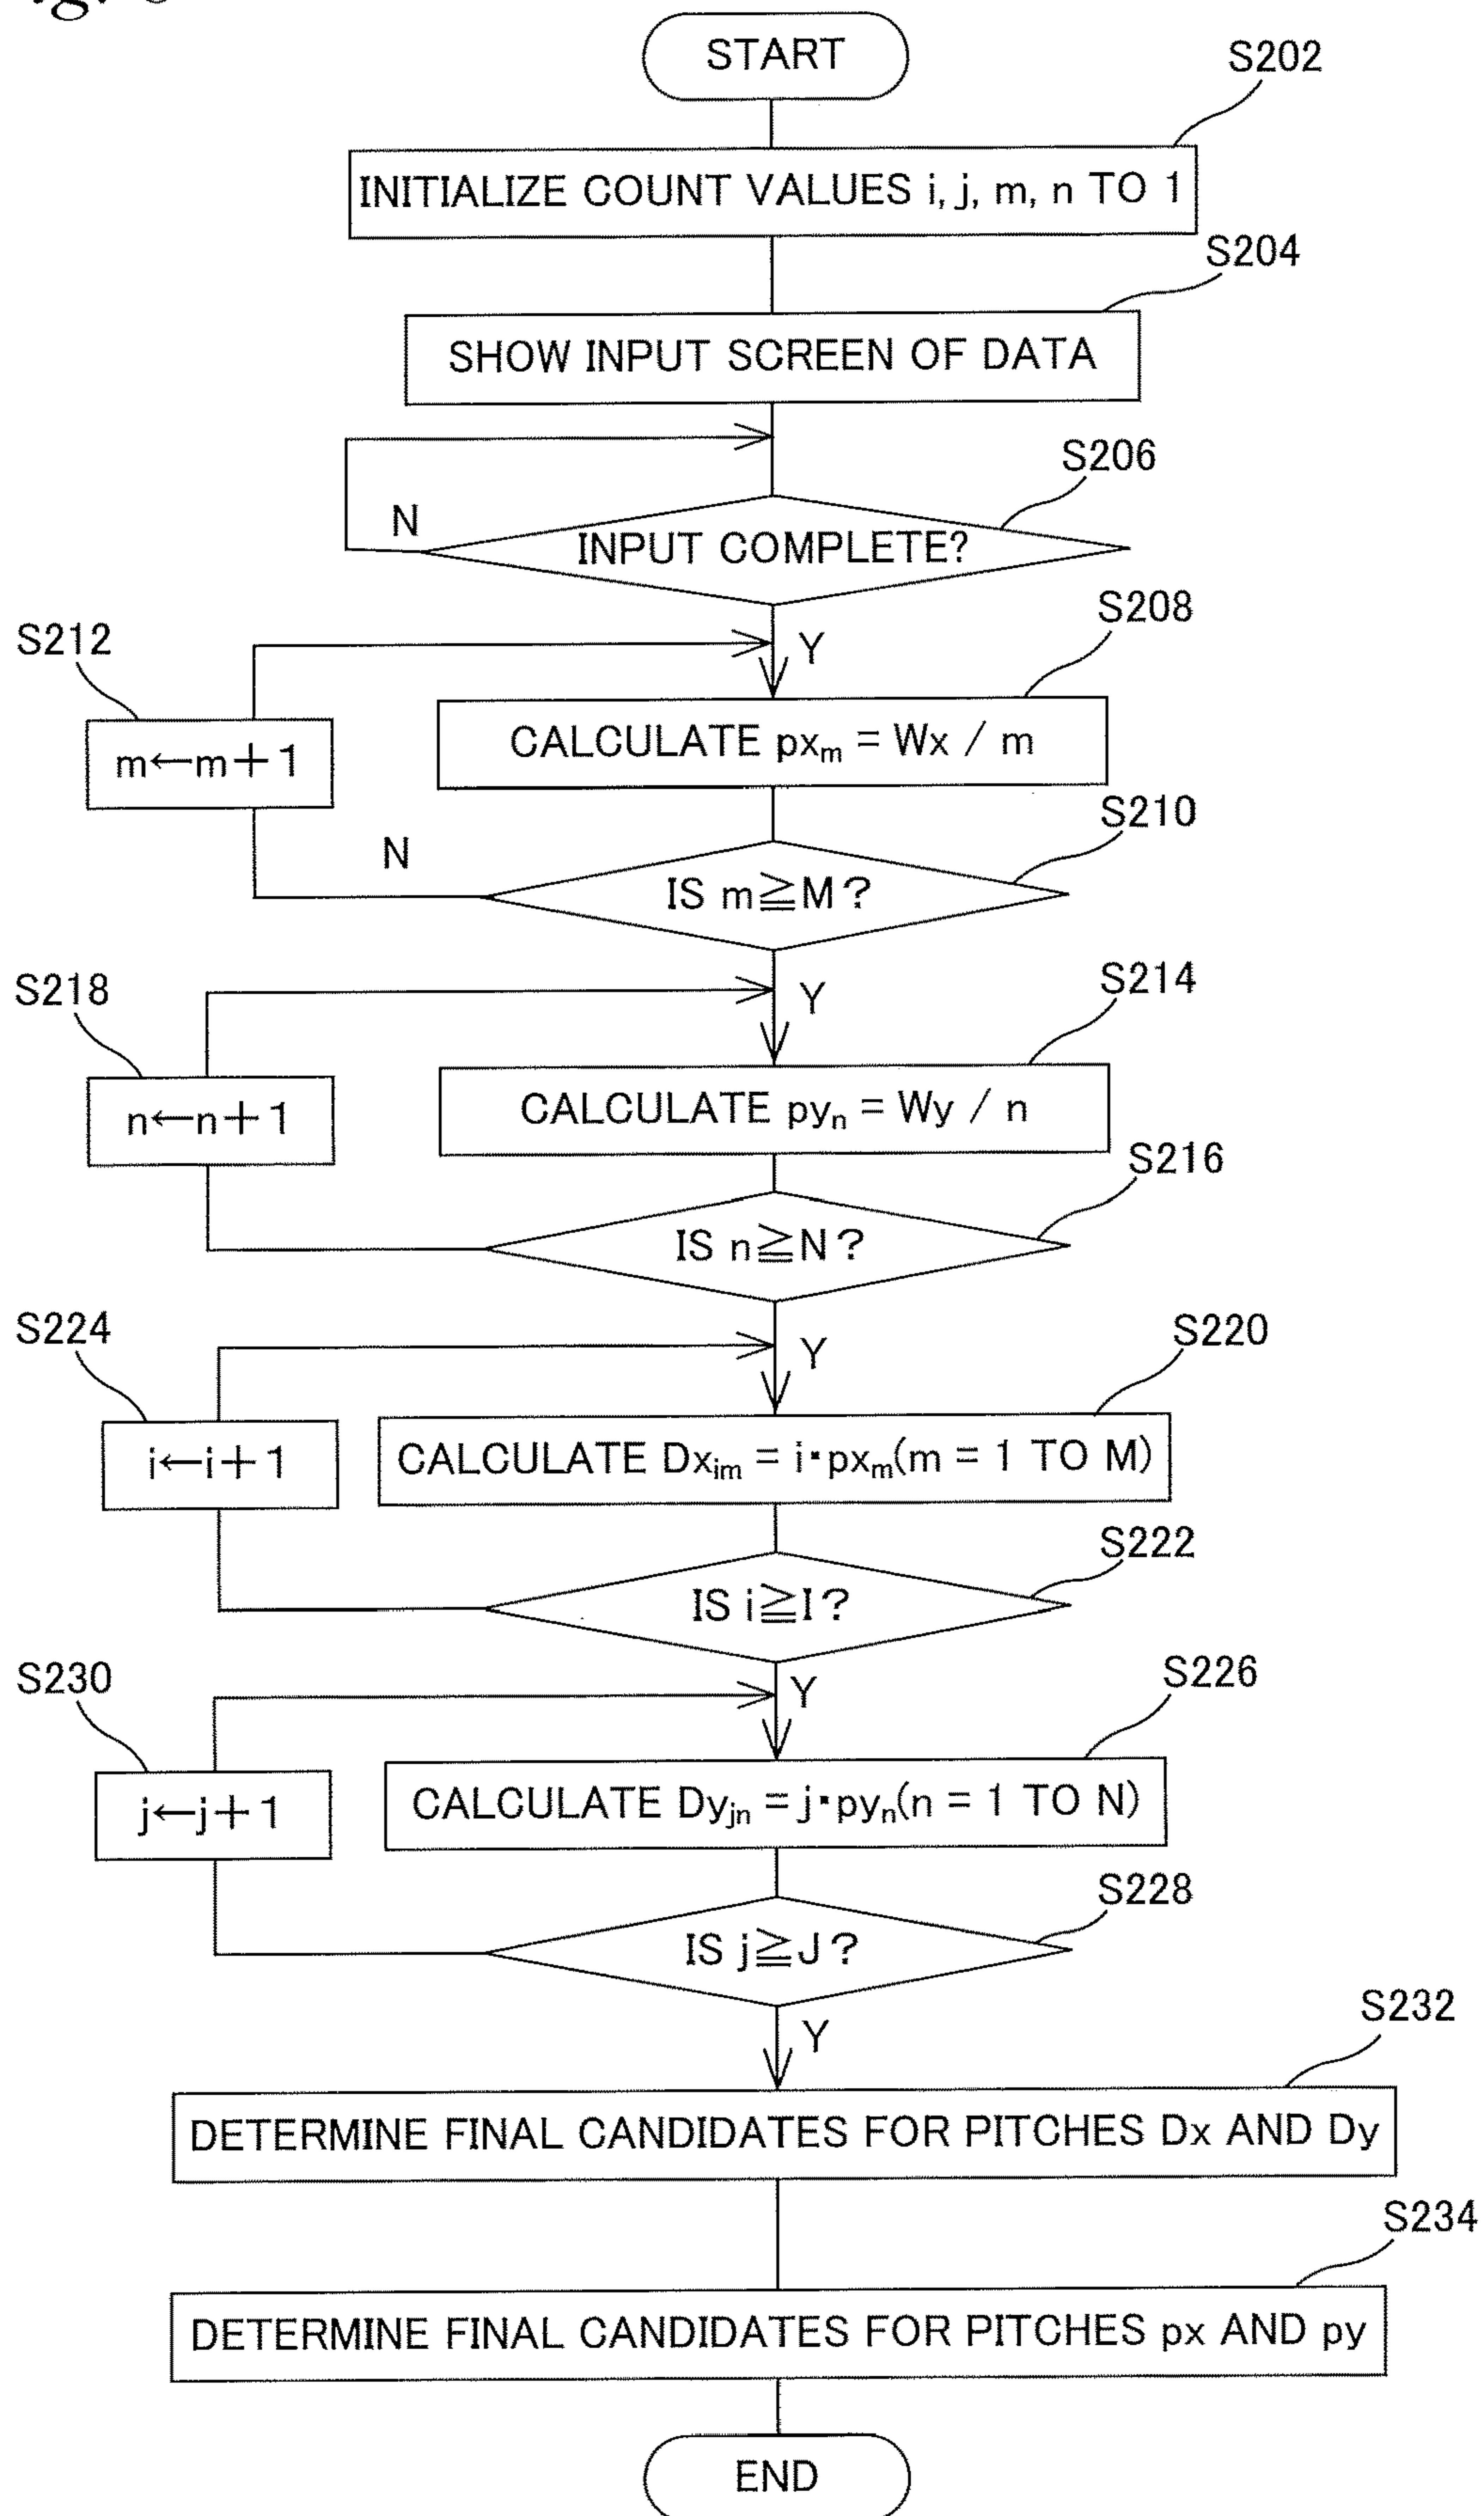 START
S202
INITIALIZE COUNT VALUES i, j, m, n TO 1
S204
SHOW INPUT SCREEN OF DATA
S206
N
INPUT COMPLETE?
S208
S212
Y
m←m+1
CALCULATE pxm = Wx / m
S210
N
IS m≧M?
S214
S218
Y
n←n+1
CALCULATE pyn = Wy / n
S216
IS n≧N?
S220
S224
Y
i←i+1
CALCULATE Dxim = i·pxm(m = 1 TO M)
S222
IS i≧I?
S226
S230
Y
j←j+1
CALCULATE Dyjn = j·pyn(n = 1 TO N)
S228
IS j≧J?
S232
Y
DETERMINE FINAL CANDIDATES FOR PITCHES Dx AND Dy
S234
DETERMINE FINAL CANDIDATES FOR PITCHES px AND py
END